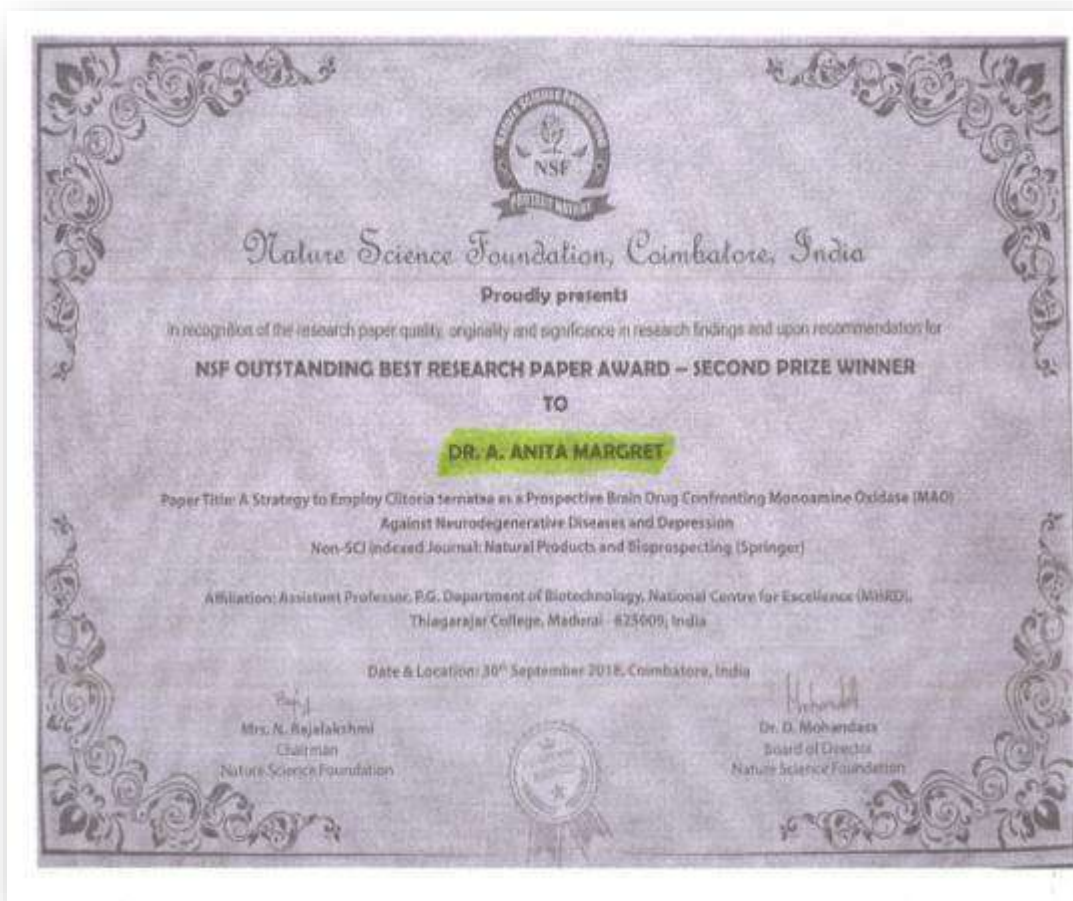 NATURE SCIENCE FOUNDATION
NSF
PROTECT NATURE
Nature Science Foundation, Coimbatore, India
Proudly presents
in recognition of the research paper quality, originality and significance in research findings and upon recommendation for
NSF OUTSTANDING BEST RESEARCH PAPER AWARD – SECOND PRIZE WINNER
TO
DR. A. ANITA MARGRET
Paper Title: A Strategy to Employ Clitoria ternatea as a Prospective Brain Drug Confronting Monoamine Oxidase (MAO)
Against Neurodegenerative Diseases and Depression
Non-SCI Indexed Journal: Natural Products and Bioprospecting (Springer)
Affiliation: Assistant Professor, P.G. Department of Biotechnology, National Centre for Excellence (MHRD),
Thiagarajar College, Madurai - 625009, India
Date & Location: 30th September 2018, Coimbatore, India
Mrs. N. Rajalakshmi
Chairman
Nature Science Foundation
Dr. D. Mohandass
Board of Director
Nature Science Foundation